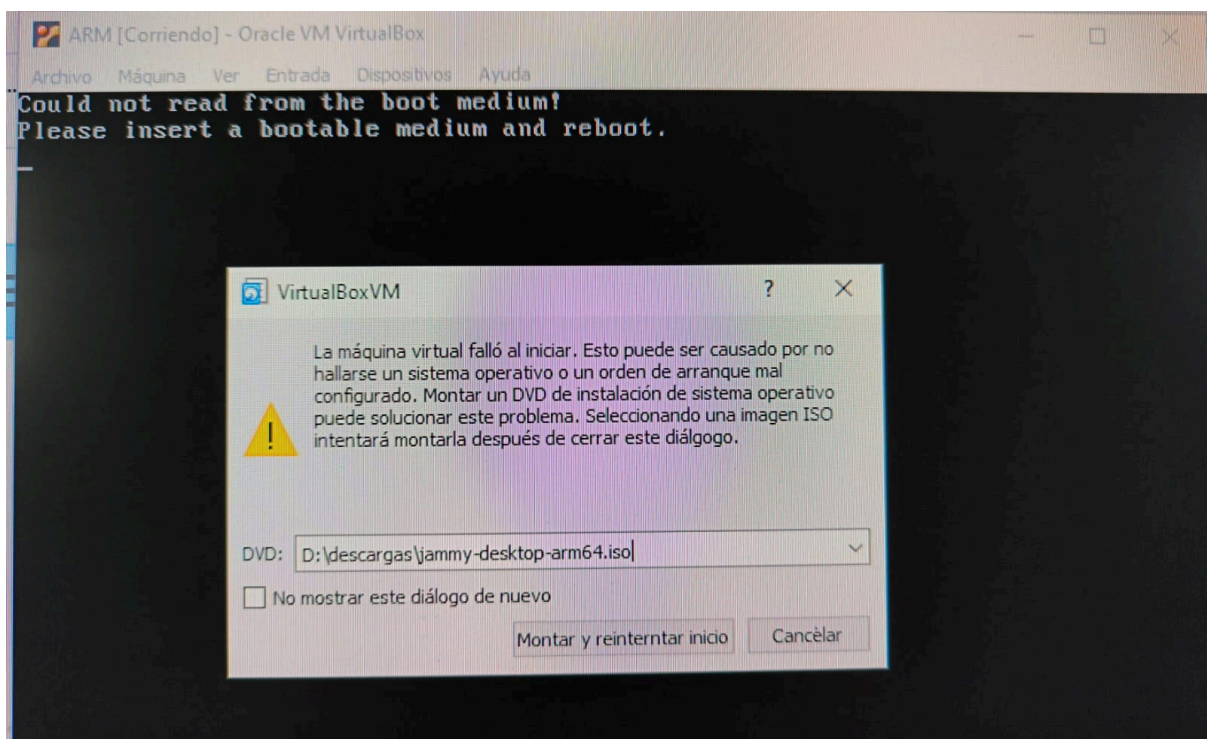 ARM [Corriendo] - Oracle VM VirtualBox
Archivo Máquina Ver Entrada Dispositivos Ayuda
Could not read from the boot medium!
Please insert a bootable medium and reboot.
VirtualBoxVM ?
La máquina virtual falló al iniciar. Esto puede ser causado por no
hallarse un sistema operativo o un orden de arranque mal
configurado. Montar un DVD de instalación de sistema operativo
puede solucionar este problema. Seleccionando una imagen ISO
intentará montarla después de cerrar este diálgogo.
DVD: D:\descargas\jammy-desktop-arm64.iso
No mostrar este diálogo de nuevo
Montar y reinterntar inicio Cancèlar